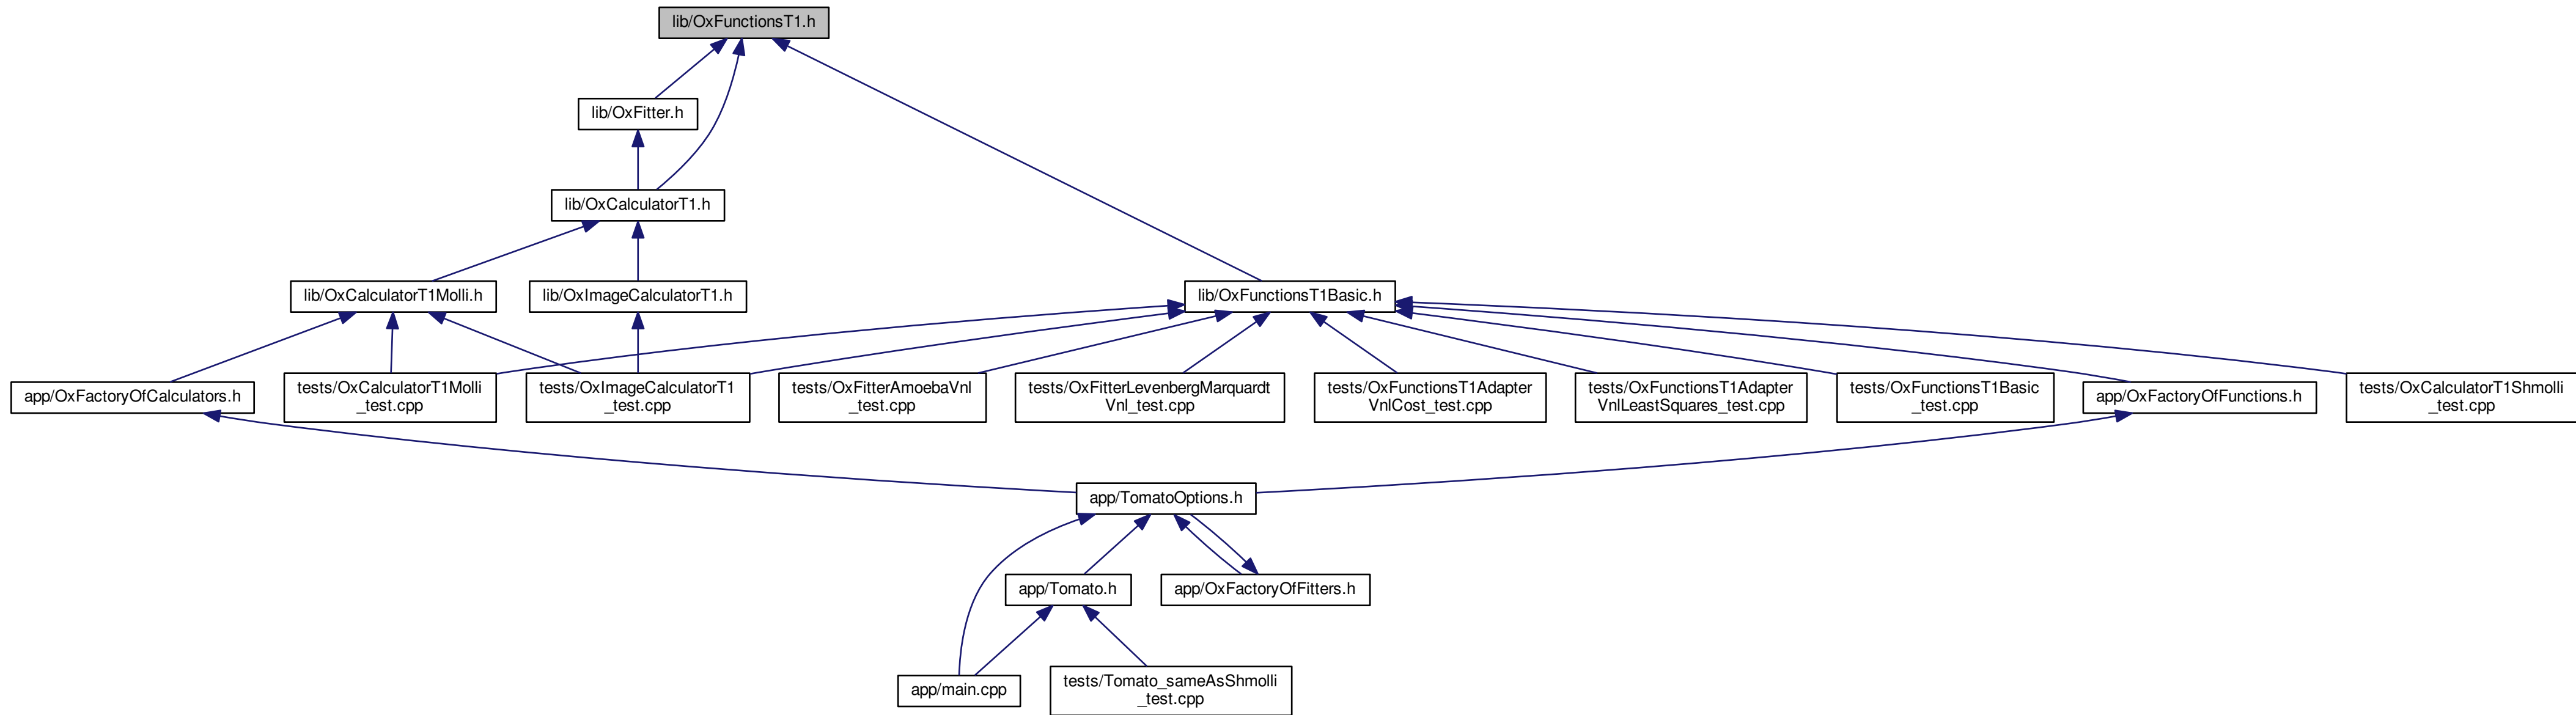 lib/OxFunctionsT1.h
lib/OxFitter.h
lib/OxCalculatorT1.h
lib/OxCalculatorT1Molli.h
lib/OxImageCalculatorT1.h
lib/OxFunctionsT1Basic.h
app/OxFactoryOfCalculators.h
tests/OxCalculatorT1Molli
_test.cpp
tests/OxImageCalculatorT1
_test.cpp
tests/OxFitterAmoebaVnl
_test.cpp
tests/OxFitterLevenbergMarquardt
Vnl_test.cpp
tests/OxFunctionsT1Adapter
VnlCost_test.cpp
tests/OxFunctionsT1Adapter
VnlLeastSquares_test.cpp
tests/OxFunctionsT1Basic
_test.cpp
app/OxFactoryOfFunctions.h
tests/OxCalculatorT1Shmolli
_test.cpp
app/TomatoOptions.h
app/Tomato.h
app/OxFactoryOfFitters.h
app/main.cpp
tests/Tomato_sameAsShmolli
_test.cpp